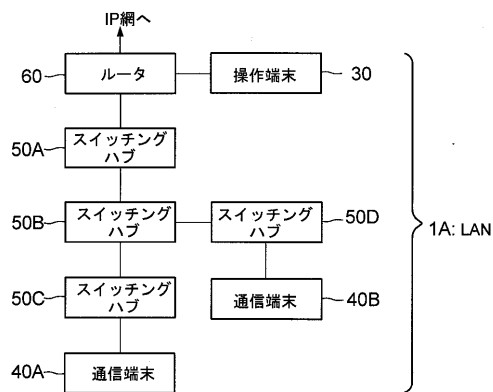 IP網へ
60
ルータ
操作端末
30
50A
スイッチング
ハブ
50B
スイッチング
ハブ
スイッチング
ハブ
50D
1A: LAN
50C
スイッチング
ハブ
通信端末
40B
40A
通信端末